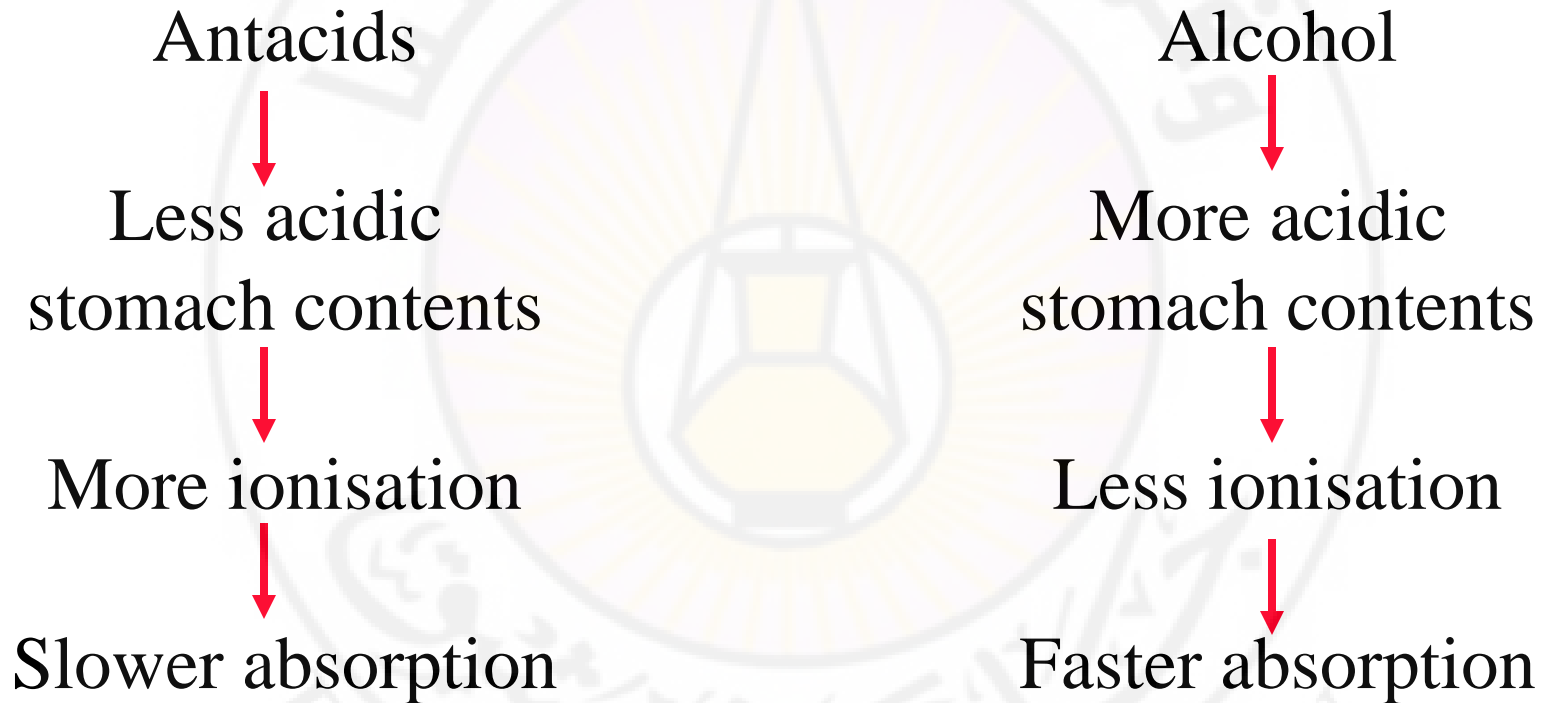 Antacids
Less acidic
stomach contents
More ionisation
Slower absorption
Alcohol
More acidic
stomach contents
Less ionisation
Faster absorption